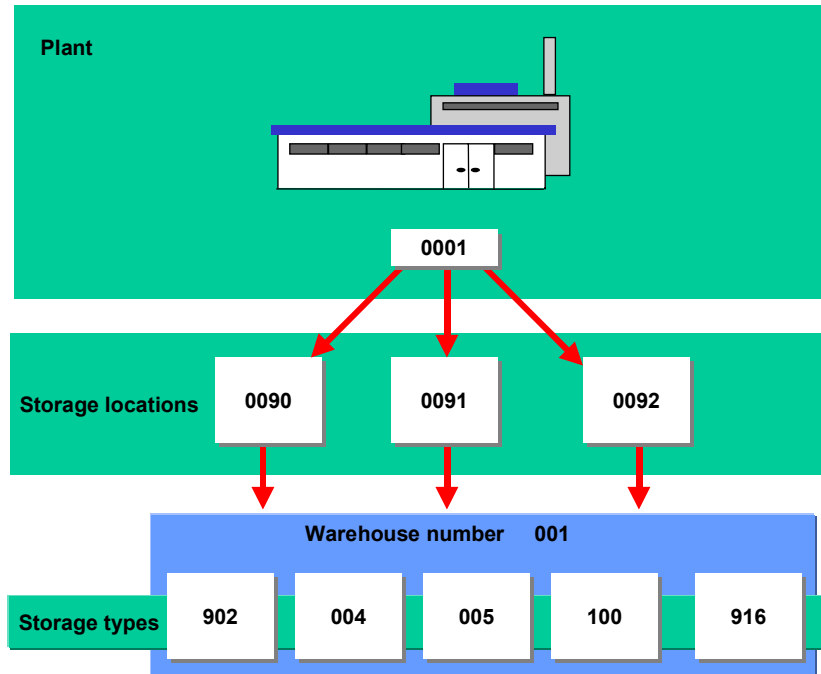 Plant
0001
Storage locations 0090 0091 0092
Warehouse number 001
Storage types 902 004 005 100 916